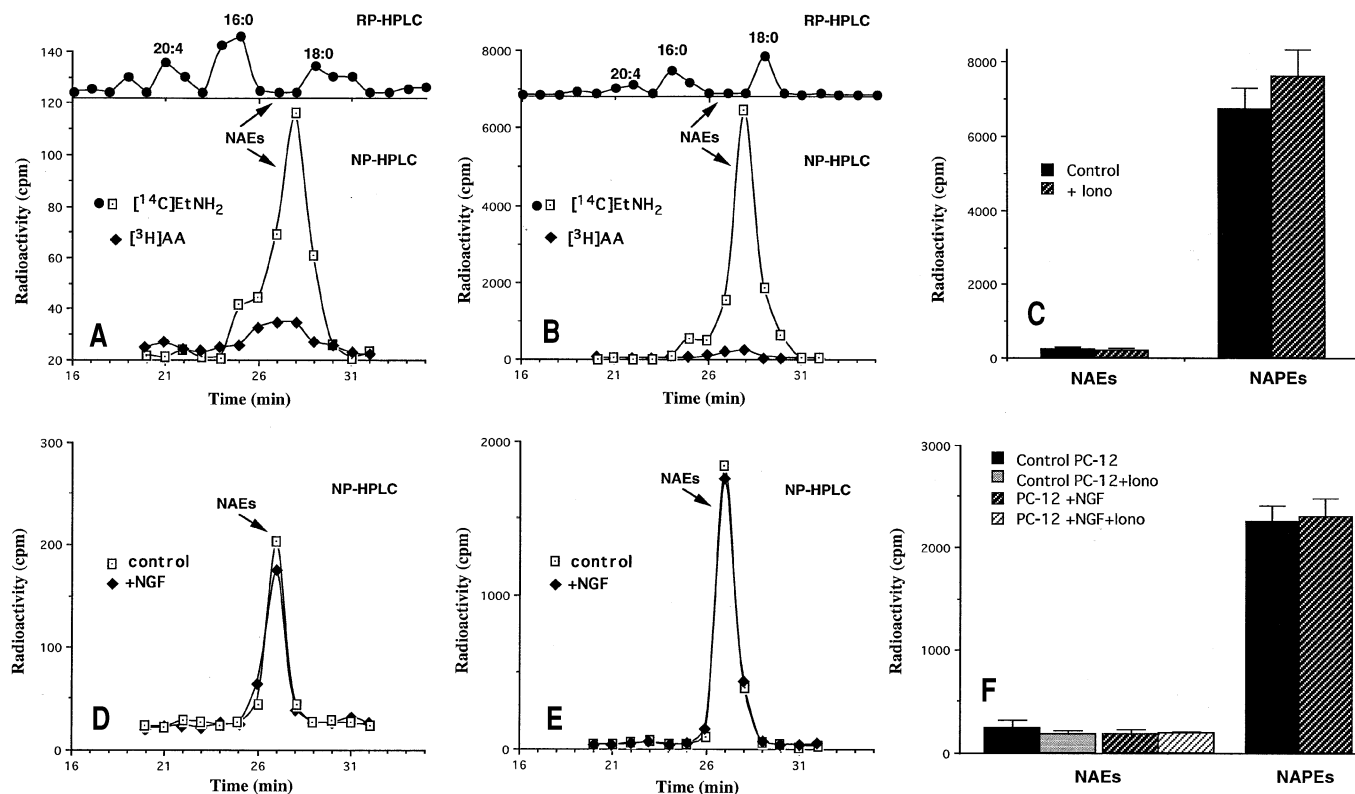 RP-HPLC
16:0
20:4
18:0
140
120
100
80
60
40
20
NAEs
NP-HPLC
[¹⁴C]EtNH₂
[³H]AA
A
Radioactivity (cpm)
16 21 26 31
Time (min)
RP-HPLC
18:0
16:0
20:4
8000
6000
4000
2000
0
NAEs
NP-HPLC
[¹⁴C]EtNH₂
[³H]AA
B
Radioactivity (cpm)
16 21 26 31
Time (min)
8000
6000
4000
2000
0
Radioactivity (cpm)
Control
+ Iono
C
NAEs NAPEs
300
200
100
0
Radioactivity (cpm)
NP-HPLC
NAEs
control
+NGF
D
16 21 26 31
Time (min)
2000
1000
0
Radioactivity (cpm)
NAEs
NP-HPLC
control
+NGF
E
16 21 26 31
Time (min)
3000
2000
1000
0
Radioactivity (cpm)
Control PC-12
Control PC-12+Iono
PC-12 +NGF
PC-12 +NGF+Iono
F
NAEs NAPEs